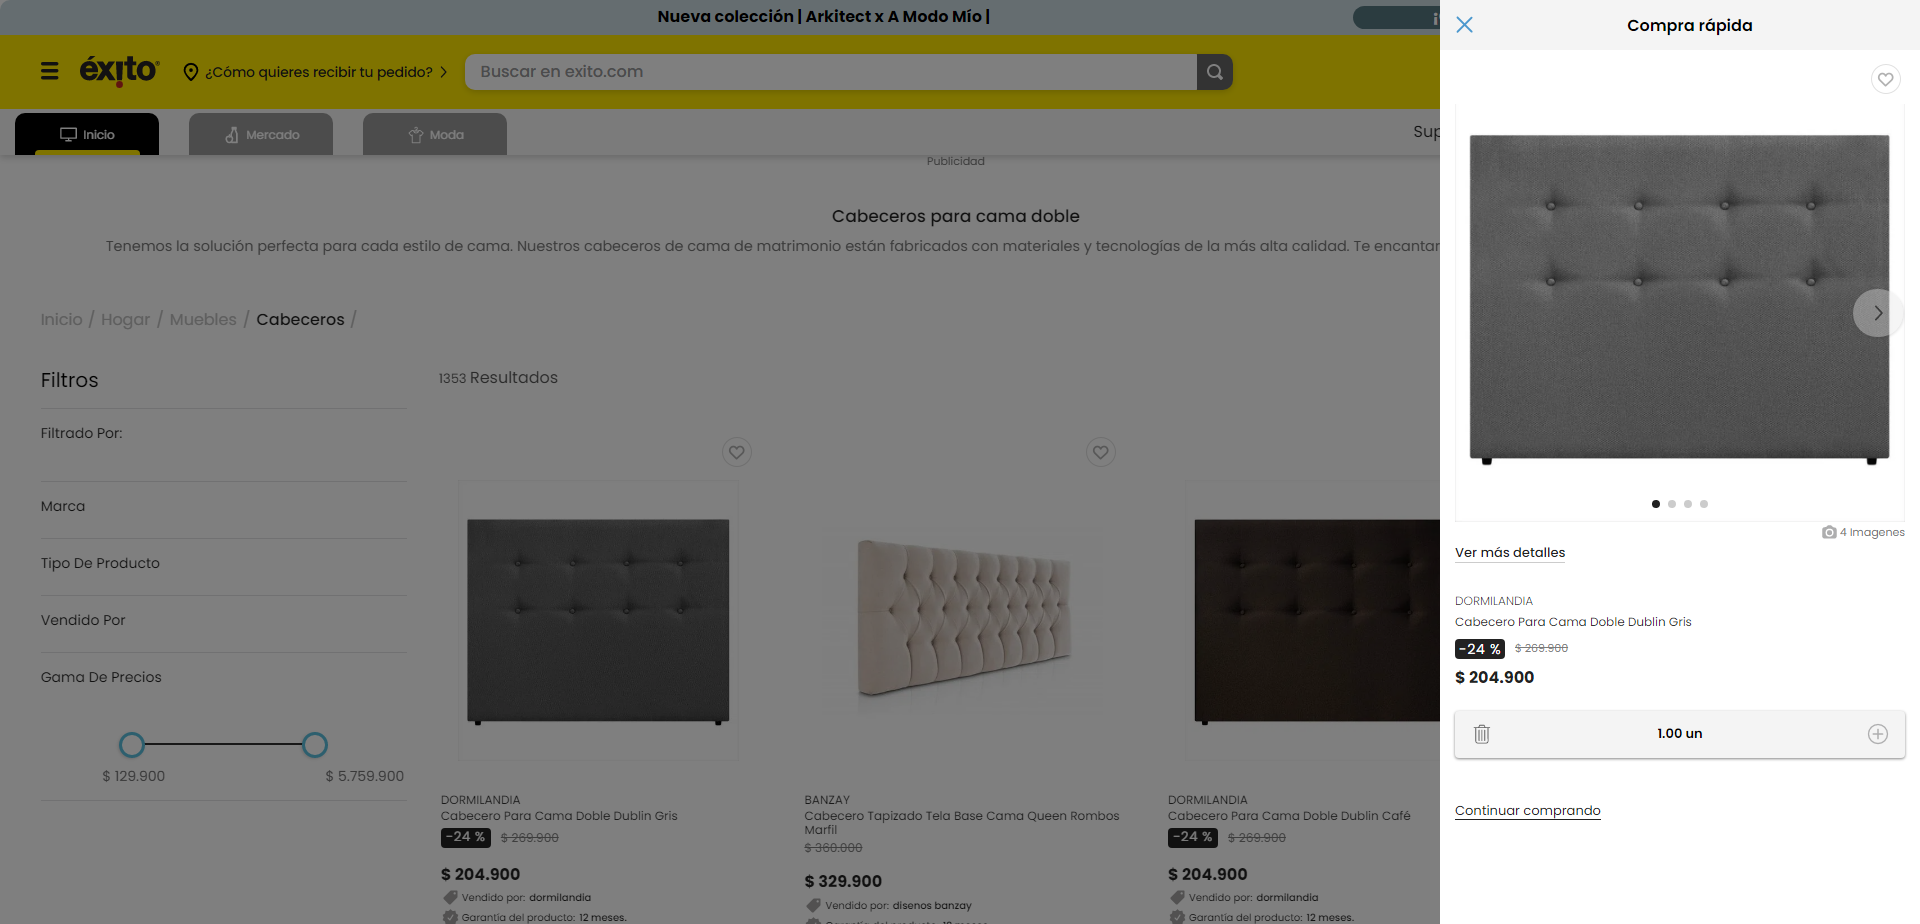 Nueva colección | Arkitect x A Modo Mío |
éxito
¿Cómo quieres recibir tu pedido?
Buscar en exito.com
Inicio
Mercado
Moda
Publicidad
Cabeceros para cama doble
Tenemos la solución perfecta para cada estilo de cama. Nuestros cabeceros de cama de matrimonio están fabricados con materiales y tecnologías de la más alta calidad. Te
Inicio / Hogar / Muebles / Cabeceros /
Filtros
Filtrado Por:
Marca
Tipo De Producto
Vendido Por
Gama De Precios
$ 129.900
$ 5.759.900
1353 Resultados
DORMILANDIA
Cabecero Para Cama Doble Dublin Gris
-24 % $ 269.900
$ 204.900
Vendido por: dormilandia
Garantía del producto: 12 meses.
BANZAY
Cabecero Tapizado Tela Base Cama Queen Rombos
Marfil
$ 360.000
$ 329.900
Vendido por: disenos banzay
DORMILANDIA
Cabecero Para Cama Doble Dublin Café
-24 % $ 269.900
$ 204.900
Vendido por: dormilandia
Garantía del producto: 12 meses.
Compra rápida
4 Imagenes
Ver más detalles
DORMILANDIA
Cabecero Para Cama Doble Dublin Gris
-24 % $ 269.900
$ 204.900
1.00 un
Continuar comprando